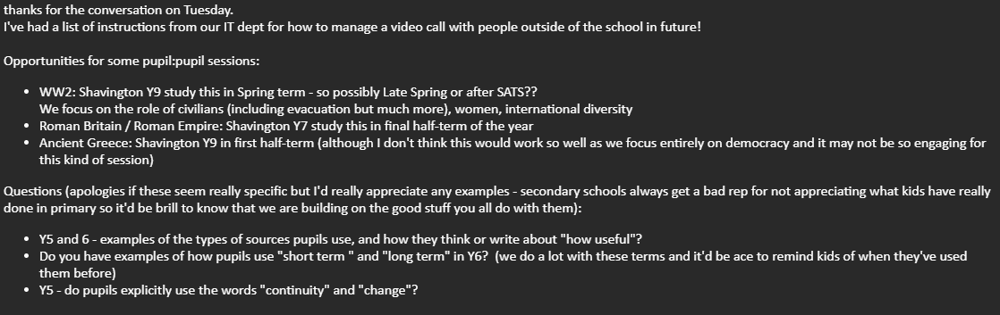 thanks for the conversation on Tuesday.
I've had a list of instructions from our IT dept for how to manage a video call with people outside of the school in future!
Opportunities for some pupil:pupil sessions:
• WW2: Shavington Y9 study this in Spring term - so possibly Late Spring or after SATS??
We focus on the role of civilians (including evacuation but much more), women, international diversity
• Roman Britain / Roman Empire: Shavington Y7 study this in final half-term of the year
• Ancient Greece: Shavington Y9 in first half-term (although I don't think this would work so well as we focus entirely on democracy and it may not be so engaging for
this kind of session)
Questions (apologies if these seem really specific but I'd really appreciate any examples - secondary schools always get a bad rep for not appreciating what kids have really
done in primary so it'd be brill to know that we are building on the good stuff you all do with them):
• Y5 and 6 - examples of the types of sources pupils use, and how they think or write about "how useful"?
• Do you have examples of how pupils use "short term " and "long term" in Y6?  (we do a lot with these terms and it'd be ace to remind kids of when they've used
them before)
• Y5 - do pupils explicitly use the words "continuity" and "change"?